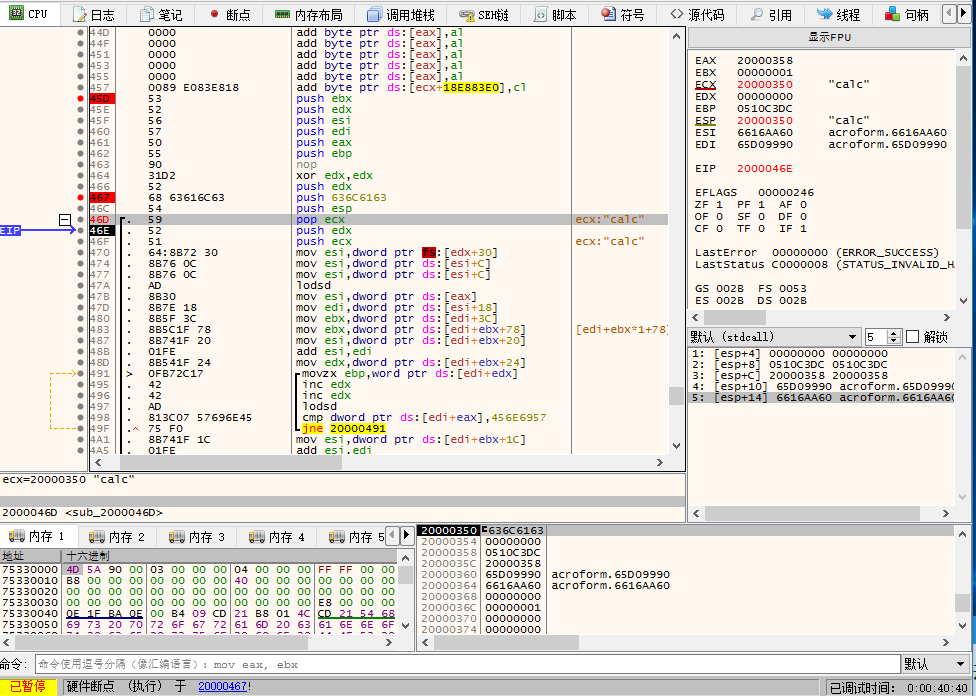 CPU 日志 笔记 断点 内存布局 调用堆栈 SEH链 脚本 符号 源代码 引用 线程 句柄
44D 0000 add byte ptr ds:[eax],al
44F 0000 add byte ptr ds:[eax],al
451 0000 add byte ptr ds:[eax],al
453 0000 add byte ptr ds:[eax],al
455 0000 add byte ptr ds:[eax],al
457 0089 E083E818 add byte ptr ds:[ecx+18E883E0],cl
45D 53 push ebx
45E 52 push edx
45F 56 push esi
460 57 push edi
461 50 push eax
462 55 push ebp
463 90 nop
464 31D2 xor edx,edx
466 52 push edx
467 68 63616C63 push 636C6163
46C 54 push esp
46D . 59 pop ecx ecx:"calc"
EIP 46E . 52 push edx
46F . 51 push ecx ecx:"calc"
470 . 64:8B72 30 mov esi,dword ptr fs:[edx+30]
474 . 8B76 0C mov esi,dword ptr ds:[esi+C]
477 . 8B76 0C mov esi,dword ptr ds:[esi+C]
47A . AD lodsd
47B . 8B30 mov esi,dword ptr ds:[eax]
47D . 8B7E 18 mov edi,dword ptr ds:[esi+18]
480 . 8B5F 3C mov ebx,dword ptr ds:[edi+3C]
483 . 8B5C1F 78 mov ebx,dword ptr ds:[edi+ebx+78] [edi+ebx*1+78]
487 . 8B741F 20 mov esi,dword ptr ds:[edi+ebx+20]
48B . 01FE add esi,edi
48D . 8B541F 24 mov edx,dword ptr ds:[edi+ebx+24]
491 > 0FB72C17 movzx ebp,word ptr ds:[edi+edx]
495 . 42 inc edx
496 . 42 inc edx
497 . AD lodsd
498 . 813C07 57696E45 cmp dword ptr ds:[edi+eax],456E6957
49F .^ 75 F0 jne 20000491
4A1 . 8B741F 1C mov esi,dword ptr ds:[edi+ebx+1C]
4A5 . 01FE add esi,edi
ecx=20000350 "calc"
2000046D <sub_2000046D>
显示FPU
EAX 20000358
EBX 00000001
ECX 20000350 "calc"
EDX 00000000
EBP 0510C3DC
ESP 20000350 "calc"
ESI 6616AA60 acroform.6616AA60
EDI 65D09990 acroform.65D09990
EIP 2000046E
EFLAGS 00000246
ZF 1 PF 1 AF 0
OF 0 SF 0 DF 0
CF 0 TF 0 IF 1
LastError 00000000 (ERROR_SUCCESS)
LastStatus C0000008 (STATUS_INVALID_HA
GS 002B FS 0053
ES 002B DS 002B
默认 (stdcall) 5 解锁
1: [esp+4] 00000000 00000000
2: [esp+8] 0510C3DC 0510C3DC
3: [esp+C] 20000358 20000358
4: [esp+10] 65D09990 acroform.65D09990
5: [esp+14] 6616AA60 acroform.6616AA60
内存 1 内存 2 内存 3 内存 4 内存 5
地址 十六进制
75330000 4D 5A 90 00 03 00 00 00 04 00 00 00 FF FF 00 00
75330010 B8 00 00 00 00 00 00 00 40 00 00 00 00 00 00 00
75330020 00 00 00 00 00 00 00 00 00 00 00 00 00 00 00 00
75330030 00 00 00 00 00 00 00 00 00 00 00 00 E8 00 00 00
75330040 0E 1F BA 0E 00 B4 09 CD 21 B8 01 4C CD 21 54 68
75330050 69 73 20 70 72 6F 67 72 61 6D 20 63 61 6E 6E 6F
20000350 636C6163
20000354 00000000
20000358 0510C3DC
2000035C 20000358
20000360 65D09990 acroform.65D09990
20000364 6616AA60 acroform.6616AA60
20000368 00000000
2000036C 00000001
20000370 00000000
20000374 00000000
命令: 命令使用逗号分隔（像汇编语言）: mov eax, ebx 默认
已暂停 硬件断点 (执行) 于 20000467! 已调试时间: 0:00:40:40